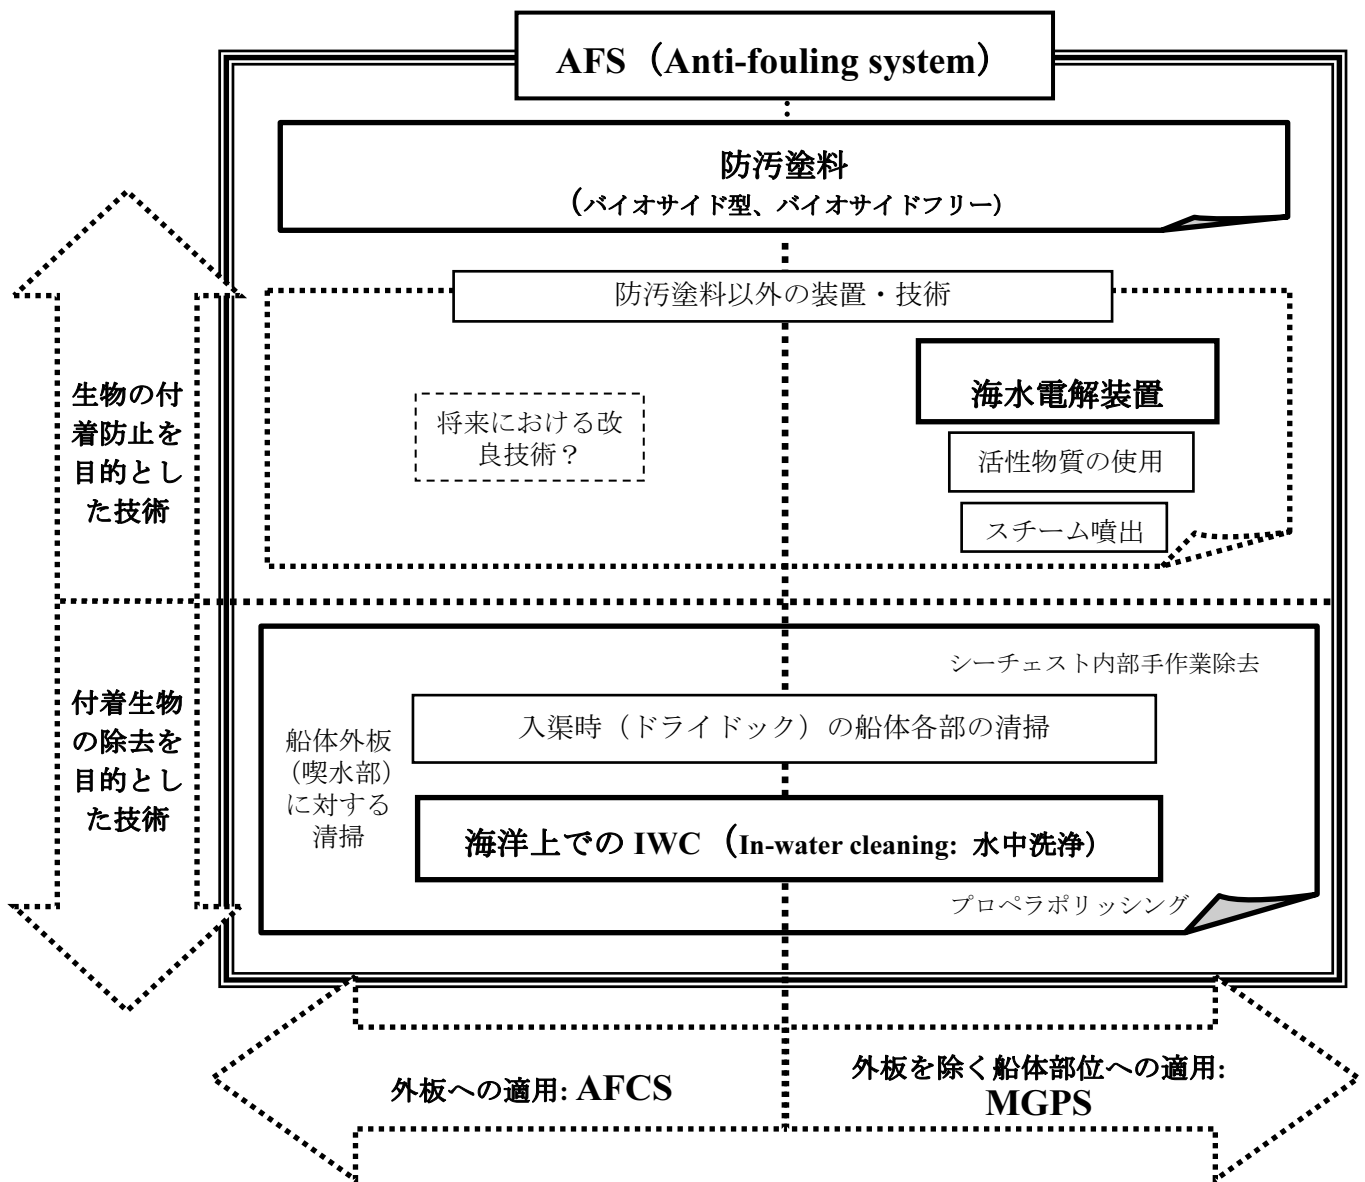 AFS（Anti-fouling system）
防汚塗料
（バイオサイド型、バイオサイドフリー）
防汚塗料以外の装置・技術
海水電解装置
将来における改
良技術？
活性物質の使用
スチーム噴出
生物の付
着防止を
目的とし
た技術
シーチェスト内部手作業除去
入渠時（ドライドック）の船体各部の清掃
船体外板
（喫水部）
に対する
清掃
海洋上での IWC（In-water cleaning: 水中洗浄）
プロペラポリッシング
付着生物
の除去を
目的とし
た技術
外板への適用: AFCS
外板を除く船体部位への適用:
MGPS